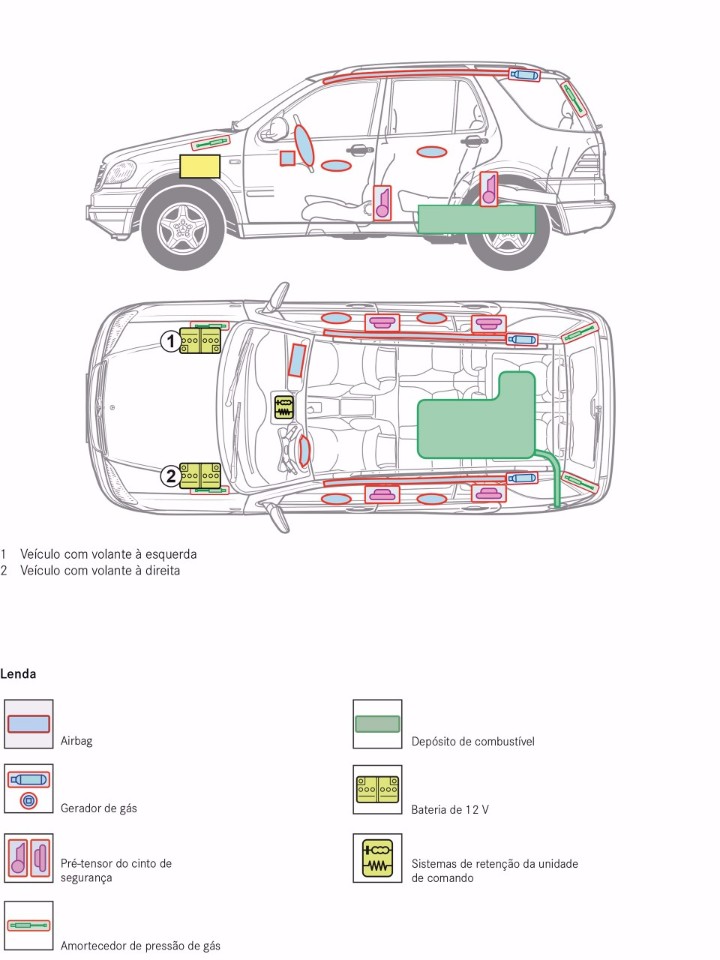 1
2
1 Veículo com volante à esquerda
2 Veículo com volante à direita
Lenda
Airbag
Depósito de combustível
Gerador de gás
Bateria de 12 V
Pré-tensor do cinto de
segurança
Sistemas de retenção da unidade
de comando
Amortecedor de pressão de gás